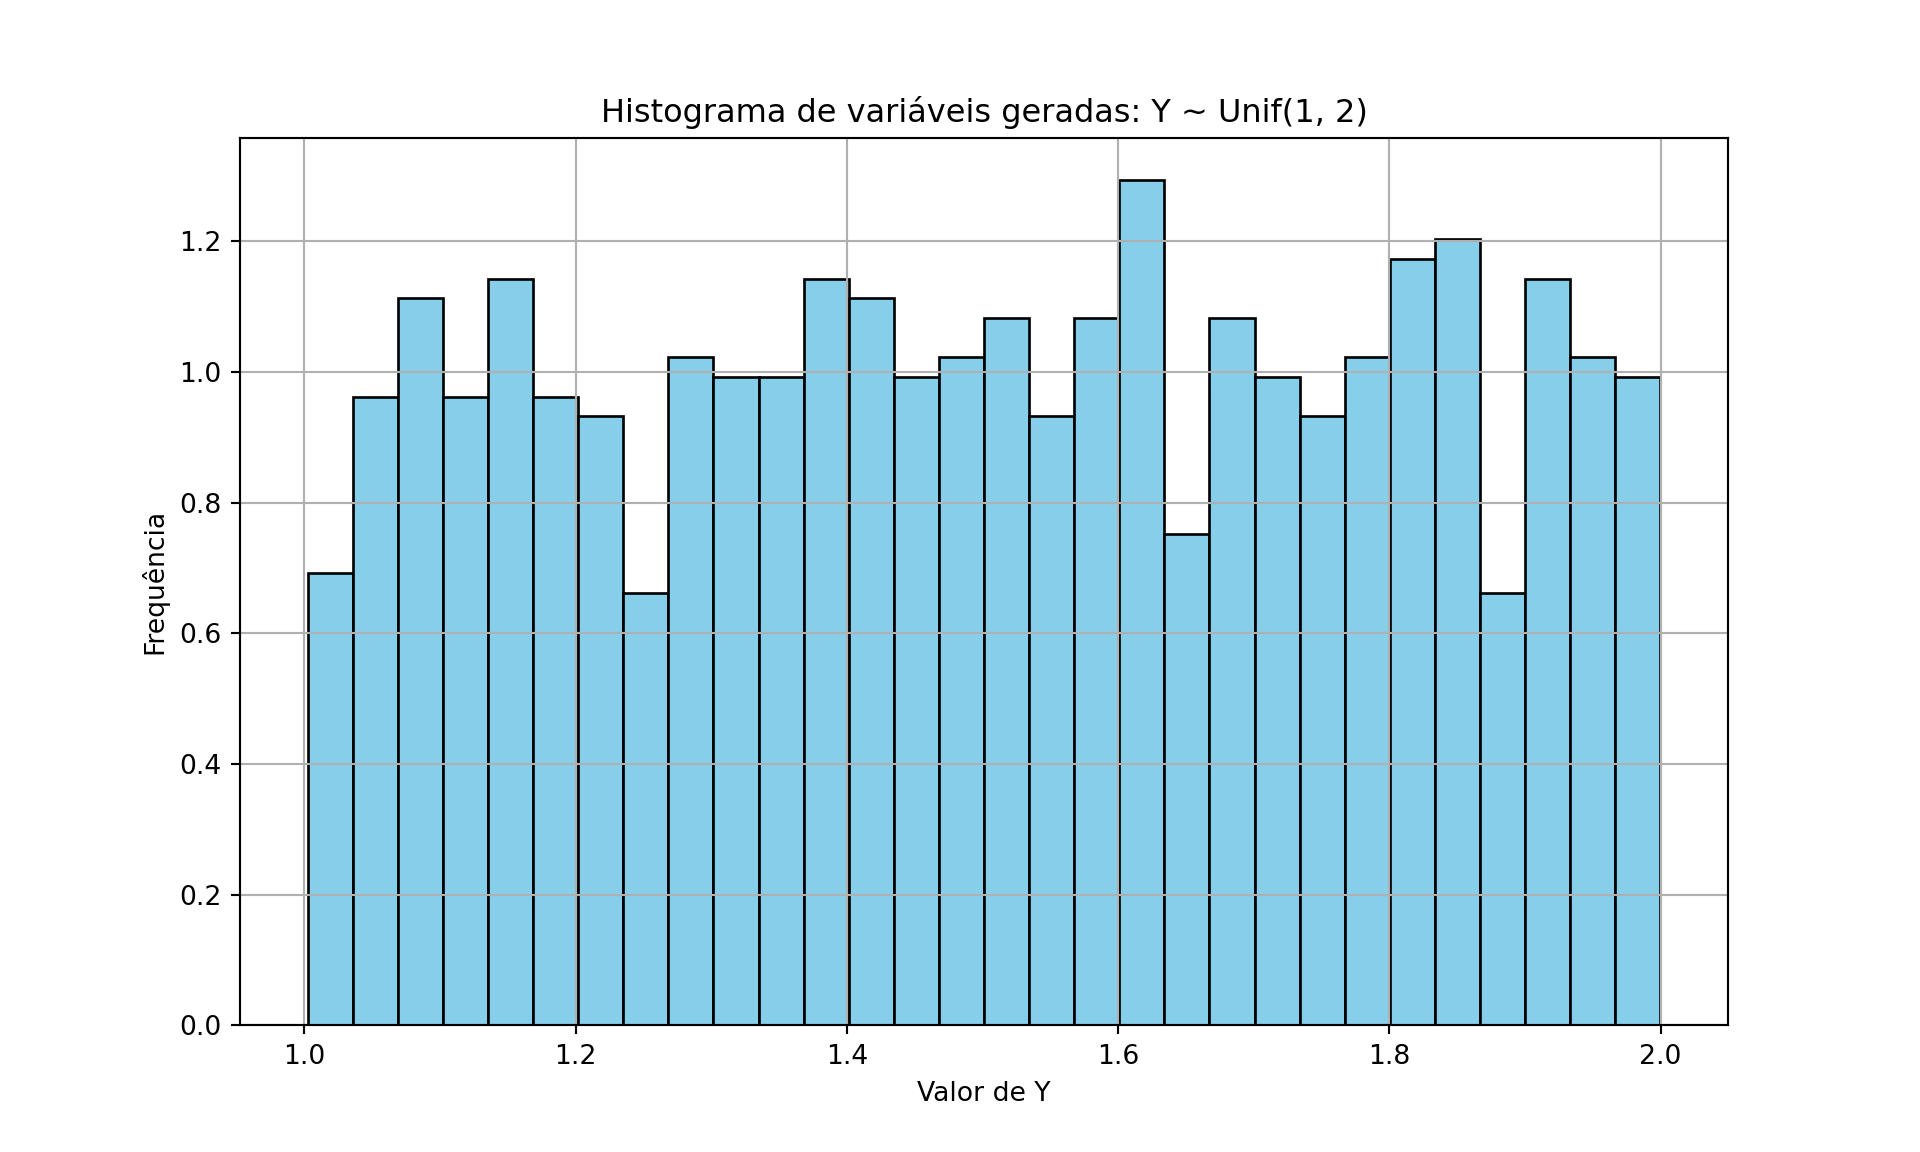 Histograma de variáveis geradas: Y ~ Unif(1, 2)
1.2
1.0
0.8
0.6
0.4
0.2
0.0
Frequência
1.0 1.2 1.4 1.6 1.8 2.0
Valor de Y